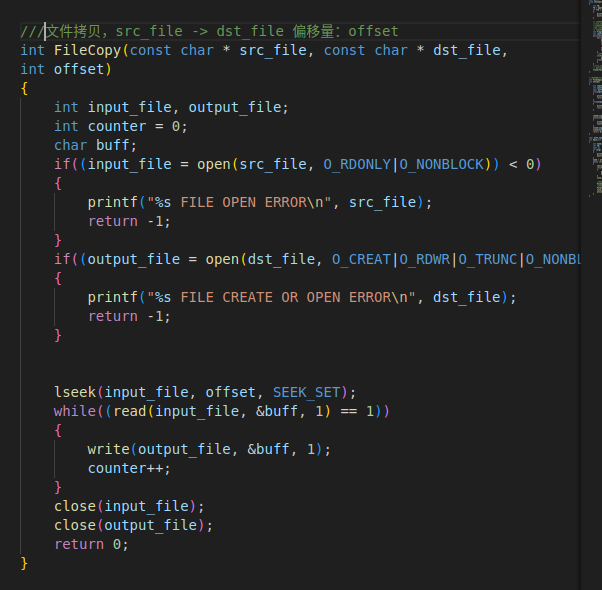 ///文件拷贝，src_file -> dst_file 偏移量：offset
int FileCopy(const char * src_file, const char * dst_file,
int offset)
{
    int input_file, output_file;
    int counter = 0;
    char buff;
    if((input_file = open(src_file, O_RDONLY|O_NONBLOCK)) < 0)
    {
        printf("%s FILE OPEN ERROR\n", src_file);
        return -1;
    }
    if((output_file = open(dst_file, O_CREAT|O_RDWR|O_TRUNC|O_NONBL
    {
        printf("%s FILE CREATE OR OPEN ERROR\n", dst_file);
        return -1;
    }
    lseek(input_file, offset, SEEK_SET);
    while((read(input_file, &buff, 1) == 1))
    {
        write(output_file, &buff, 1);
        counter++;
    }
    close(input_file);
    close(output_file);
    return 0;
}